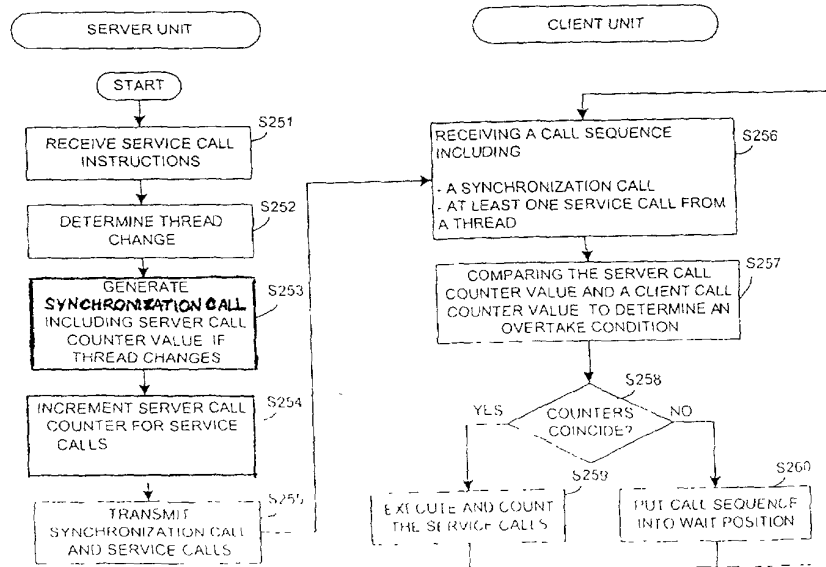 SERVER UNIT
START
S251
RECEIVE SERVICE CALL
INSTRUCTIONS
S252
DETERMINE THREAD
CHANGE
S253
GENERATE
SYNCHRONIZATION CALL
INCLUDING SERVER CALL
COUNTER VALUE IF
THREAD CHANGES
S254
INCREMENT SERVER CALL
COUNTER FOR SERVICE
CALLS
S255
TRANSMIT
SYNCHRONIZATION CALL
AND SERVICE CALLS
CLIENT UNIT
S256
RECEIVING A CALL SEQUENCE
INCLUDING
- A SYNCHRONIZATION CALL
- AT LEAST ONE SERVICE CALL FROM
A THREAD
S257
COMPARING THE SERVER CALL
COUNTER VALUE AND A CLIENT CALL
COUNTER VALUE TO DETERMINE AN
OVERTAKE CONDITION
S258
YES
COUNTERS
COINCIDE?
NO
S259
EXECUTE AND COUNT
THE SERVICE CALLS
S260
PUT CALL SEQUENCE
INTO WAIT POSITION